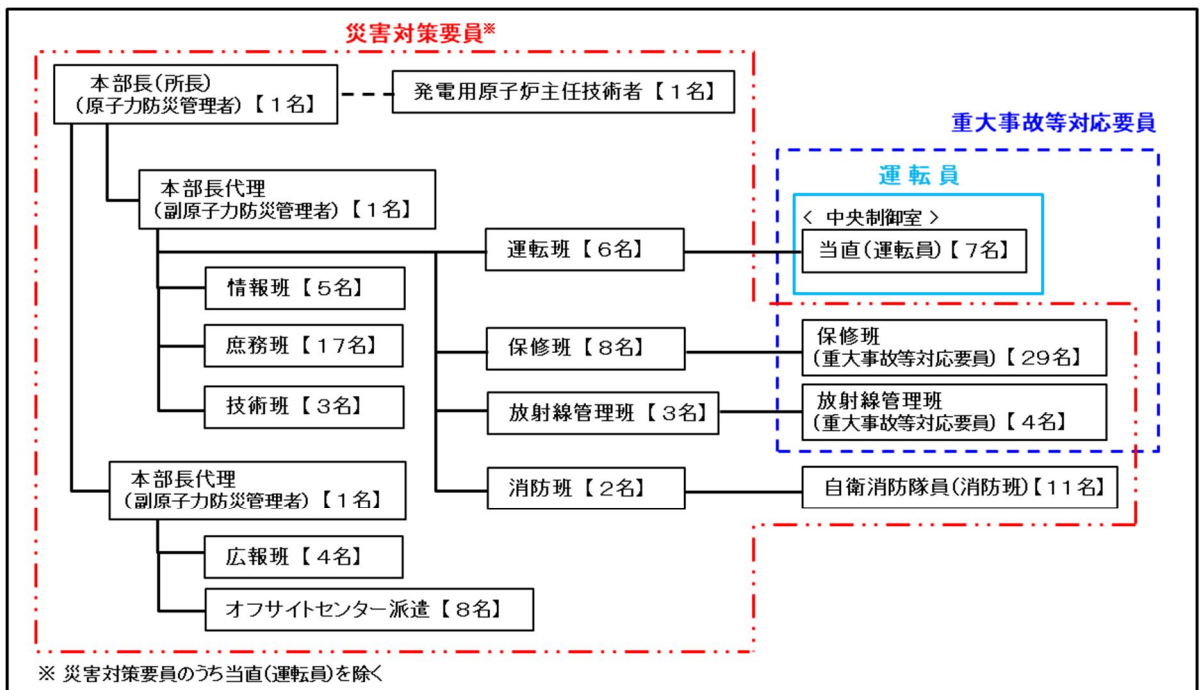 災害対策要員※
本部長(所長)
(原子力防災管理者)【1名】
発電用原子炉主任技術者【1名】
重大事故等対応要員
運転員
本部長代理
(副原子力防災管理者)【1名】
< 中央制御室 >
運転班【6名】
当直(運転員)【7名】
情報班【5名】
庶務班【17名】
保修班【8名】
保修班
(重大事故等対応要員)【29名】
技術班【3名】
放射線管理班【3名】
放射線管理班
(重大事故等対応要員)【4名】
本部長代理
(副原子力防災管理者)【1名】
消防班【2名】
自衛消防隊員(消防班)【11名】
広報班【4名】
オフサイトセンター派遣【8名】
※ 災害対策要員のうち当直(運転員)を除く